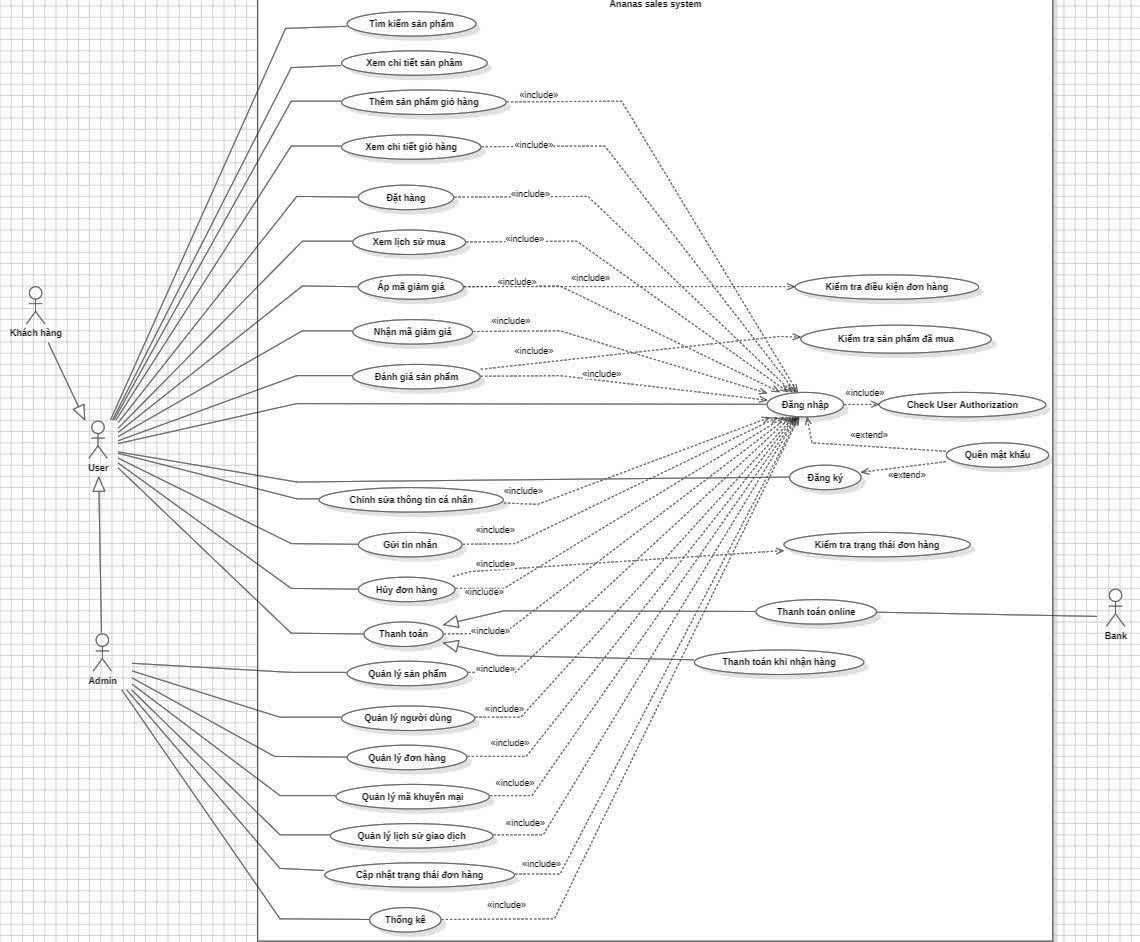 Ananas sales system
Tìm kiếm sản phẩm
Xem chi tiết sản phẩm
Thêm sản phẩm giỏ hàng
«include»
Xem chi tiết giỏ hàng
«include»
Đặt hàng
«include»
Xem lịch sử mua
«include»
Áp mã giảm giá
«include»
«include»
Kiểm tra điều kiện đơn hàng
Khách hàng
Nhận mã giảm giá
«include»
Kiểm tra sản phẩm đã mua
«include»
Đánh giá sản phẩm
«include»
Đăng nhập
«include»
Check User Authorization
«extend»
Quên mật khẩu
User
Đăng ký
«extend»
Chỉnh sửa thông tin cá nhân
«include»
Gửi tin nhắn
«include»
Kiểm tra trạng thái đơn hàng
«include»
Hủy đơn hàng
«include»
Thanh toán
«include»
Thanh toán online
Bank
Thanh toán khi nhận hàng
Admin
Quản lý sản phẩm
«include»
Quản lý người dùng
«include»
Quản lý đơn hàng
«include»
Quản lý mã khuyến mại
«include»
Quản lý lịch sử giao dịch
«include»
Cập nhật trạng thái đơn hàng
«include»
Thống kê
«include»